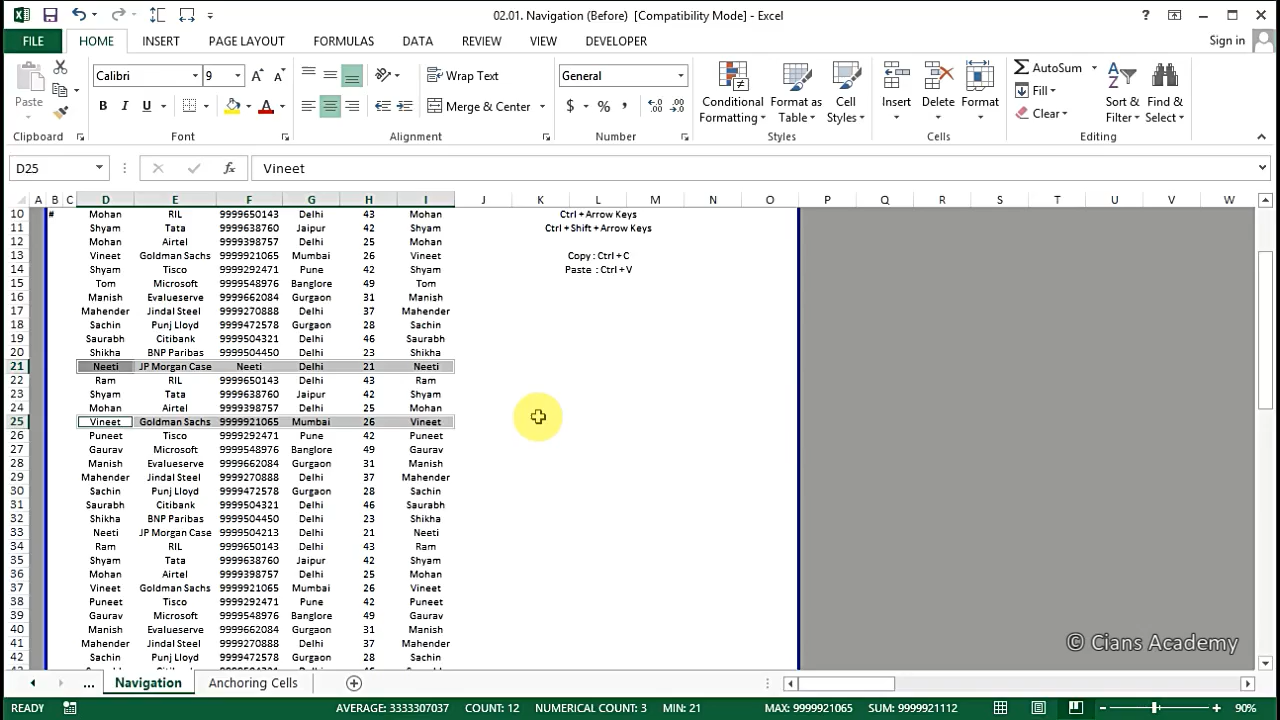 02.01. Navigation (Before) [Compatibility Mode] - Excel
FILE HOME INSERT PAGE LAYOUT FORMULAS DATA REVIEW VIEW DEVELOPER Sign in
Calibri 9 Wrap Text General AutoSum
Paste Conditional Formatting Format as Table Cell Styles Insert Delete Format Fill Sort & Filter Find & Select
B I U A Merge & Center $ % , Clear
Clipboard Font Alignment Number Styles Cells Editing
D25 fx Vineet
A B C D E F G H I J K L M N O P Q R S T U V W
10 # Mohan RIL 9999650143 Delhi 43 Mohan Ctrl + Arrow Keys
11 Shyam Tata 9999638760 Jaipur 42 Shyam Ctrl + Shift + Arrow Keys
12 Mohan Airtel 9999398757 Delhi 25 Mohan
13 Vineet Goldman Sachs 9999921065 Mumbai 26 Vineet Copy : Ctrl + C
14 Shyam Tisco 9999292471 Pune 42 Shyam Paste : Ctrl + V
15 Tom Microsoft 9999548976 Banglore 49 Tom
16 Manish Evalueserve 9999662084 Gurgaon 31 Manish
17 Mahender Jindal Steel 9999270888 Delhi 37 Mahender
18 Sachin Punj Lloyd 9999472578 Gurgaon 28 Sachin
19 Saurabh Citibank 9999504321 Delhi 46 Saurabh
20 Shikha BNP Paribas 9999504450 Delhi 23 Shikha
21 Neeti JP Morgan Case Neeti Delhi 21 Neeti
22 Ram RIL 9999650143 Delhi 43 Ram
23 Shyam Tata 9999638760 Jaipur 42 Shyam
24 Mohan Airtel 9999398757 Delhi 25 Mohan
25 Vineet Goldman Sachs 9999921065 Mumbai 26 Vineet
26 Puneet Tisco 9999292471 Pune 42 Puneet
27 Gaurav Microsoft 9999548976 Banglore 49 Gaurav
28 Manish Evalueserve 9999662084 Gurgaon 31 Manish
29 Mahender Jindal Steel 9999270888 Delhi 37 Mahender
30 Sachin Punj Lloyd 9999472578 Gurgaon 28 Sachin
31 Saurabh Citibank 9999504321 Delhi 46 Saurabh
32 Shikha BNP Paribas 9999504450 Delhi 23 Shikha
33 Neeti JP Morgan Case 9999504213 Delhi 21 Neeti
34 Ram RIL 9999650143 Delhi 43 Ram
35 Shyam Tata 9999638760 Jaipur 42 Shyam
36 Mohan Airtel 9999398757 Delhi 25 Mohan
37 Vineet Goldman Sachs 9999921065 Mumbai 26 Vineet
38 Puneet Tisco 9999292471 Pune 42 Puneet
39 Gaurav Microsoft 9999548976 Banglore 49 Gaurav
40 Manish Evalueserve 9999662084 Gurgaon 31 Manish
41 Mahender Jindal Steel 9999270888 Delhi 37 Mahender
42 Sachin Punj Lloyd 9999472578 Gurgaon 28 Sachin
© Cians Academy
... Navigation Anchoring Cells
READY AVERAGE: 3333307037 COUNT: 12 NUMERICAL COUNT: 3 MIN: 21 MAX: 9999921065 SUM: 9999921112 90%